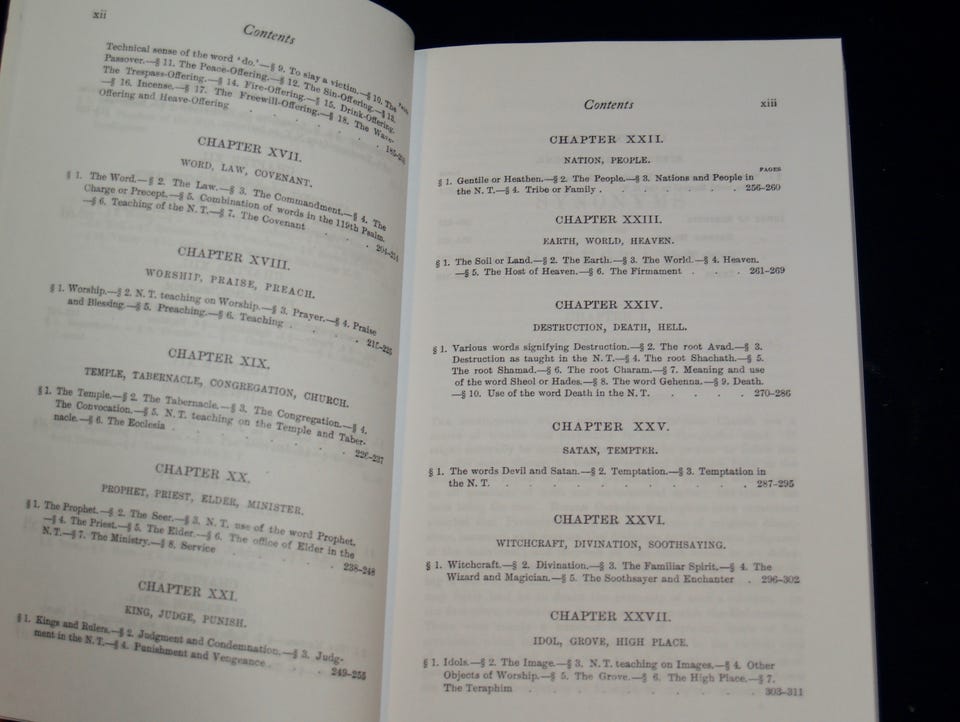 xii
Contents
Technical sense of the word 'do.'—§ 9. To slay a victim.—§ 10. The
Passover.—§ 11. The Peace-Offering.—§ 12. The Sin-Offering.—§ 13.
The Trespass-Offering.—§ 14. Fire-Offering.—§ 15. Drink-Offering.
—§ 16. Incense.—§ 17. The Freewill-Offering.—§ 18. The Wave-
Offering and Heave-Offering . . . . . .
CHAPTER XVII.
WORD, LAW, COVENANT.
§ 1. The Word.—§ 2. The Law.—§ 3. The Commandment.—§ 4. The
Charge or Precept.—§ 5. Combination of words in the 119th Psalm.
—§ 6. Teaching of the N.T.—§ 7. The Covenant . . . 204-214
CHAPTER XVIII.
WORSHIP, PRAISE, PREACH.
§ 1. Worship.—§ 2. N.T. teaching on Worship.—§ 3. Prayer.—§ 4. Praise
and Blessing.—§ 5. Preaching.—§ 6. Teaching . . . . 215-225
CHAPTER XIX.
TEMPLE, TABERNACLE, CONGREGATION, CHURCH.
§ 1. The Temple.—§ 2. The Tabernacle.—§ 3. The Congregation.—§ 4.
The Convocation.—§ 5. N.T. teaching on the Temple and Taber-
nacle.—§ 6. The Ecclesia . . . . . . . 226-237
CHAPTER XX.
PROPHET, PRIEST, ELDER, MINISTER.
§ 1. The Prophet.—§ 2. The Seer.—§ 3. N.T. use of the word Prophet.
—§ 4. The Priest.—§ 5. The Elder.—§ 6. The office of Elder in the
N.T.—§ 7. The Ministry.—§ 8. Service . . . . . 238-248
CHAPTER XXI.
KING, JUDGE, PUNISH.
§ 1. Kings and Rulers.—§ 2. Judgment and Condemnation.—§ 3. Judg-
ment in the N.T.—§ 4. Punishment and Vengeance . . . 249-255
Contents
xiii
CHAPTER XXII.
NATION, PEOPLE.
PAGES
§ 1. Gentile or Heathen.—§ 2. The People.—§ 3. Nations and People in
the N.T.—§ 4. Tribe or Family . . . . . . . 256-260
CHAPTER XXIII.
EARTH, WORLD, HEAVEN.
§ 1. The Soil or Land.—§ 2. The Earth.—§ 3. The World.—§ 4. Heaven.
—§ 5. The Host of Heaven.—§ 6. The Firmament . . . 261-269
CHAPTER XXIV.
DESTRUCTION, DEATH, HELL.
§ 1. Various words signifying Destruction.—§ 2. The root Avad.—§ 3.
Destruction as taught in the N.T.—§ 4. The root Shachath.—§ 5.
The root Shamad.—§ 6. The root Charam.—§ 7. Meaning and use
of the word Sheol or Hades.—§ 8. The word Gehenna.—§ 9. Death.
—§ 10. Use of the word Death in the N.T. . . . . 270-286
CHAPTER XXV.
SATAN, TEMPTER.
§ 1. The words Devil and Satan.—§ 2. Temptation.—§ 3. Temptation in
the N.T. . . . . . . . . . . 287-295
CHAPTER XXVI.
WITCHCRAFT, DIVINATION, SOOTHSAYING.
§ 1. Witchcraft.—§ 2. Divination.—§ 3. The Familiar Spirit.—§ 4. The
Wizard and Magician.—§ 5. The Soothsayer and Enchanter . 296-302
CHAPTER XXVII.
IDOL, GROVE, HIGH PLACE.
§ 1. Idols.—§ 2. The Image.—§ 3. N.T. teaching on Images.—§ 4. Other
Objects of Worship.—§ 5. The Grove.—§ 6. The High Place.—§ 7.
The Teraphim . . . . . . . . . 303-311